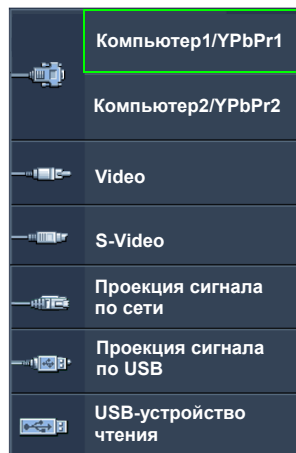 Компьютер1/YPbPr1
Компьютер2/YPbPr2
Video
S-Video
Проекция сигнала
по сети
Проекция сигнала
по USB
USB-устройство
чтения